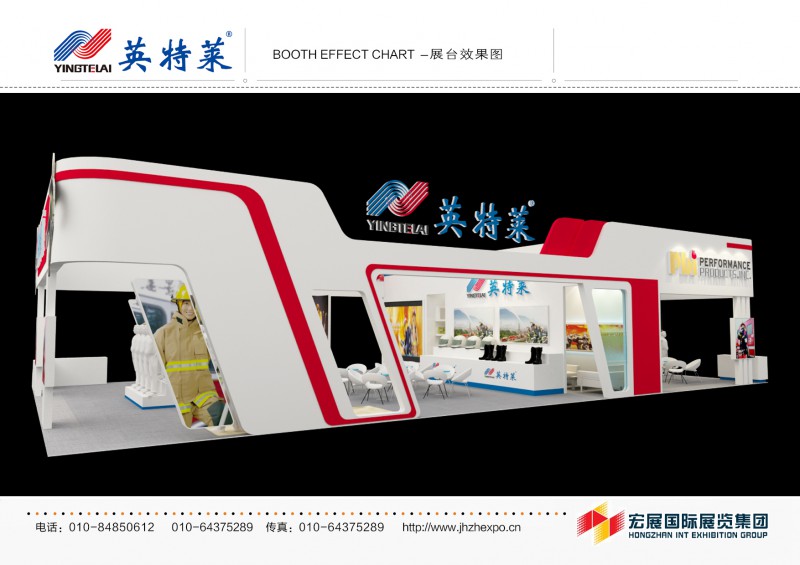 YINGTELAI
英特莱®
BOOTH EFFECT CHART –展台效果图
YINGTELAI
英特莱®
PERFORMANCE
PRODUCTS, INC.
YINGTELAI
英特莱
英特莱
电话：010-84850612 010-64375289 传真：010-64375289 http://www.jhzhexpo.cn
宏展国际展览集团
HONGZHAN INT EXHIBITION GROUP